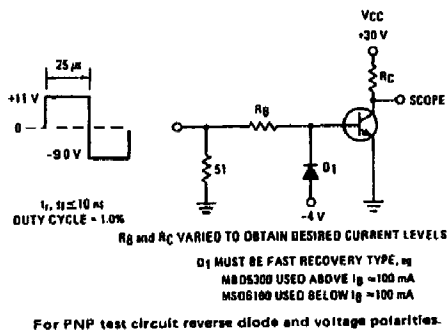 VCC
+30 V
25 μs
RC
+11 V
SCOPE
0
RB
51
D1
-9.0 V
-4 V
tr, tf ≤ 10 ns
DUTY CYCLE = 1.0%
RB and RC VARIED TO OBTAIN DESIRED CURRENT LEVELS
D1 MUST BE FAST RECOVERY TYPE, eg
MBD5300 USED ABOVE IB ≈100 mA
MSD6100 USED BELOW IB ≈100 mA
For PNP test circuit reverse diode and voltage polarities.